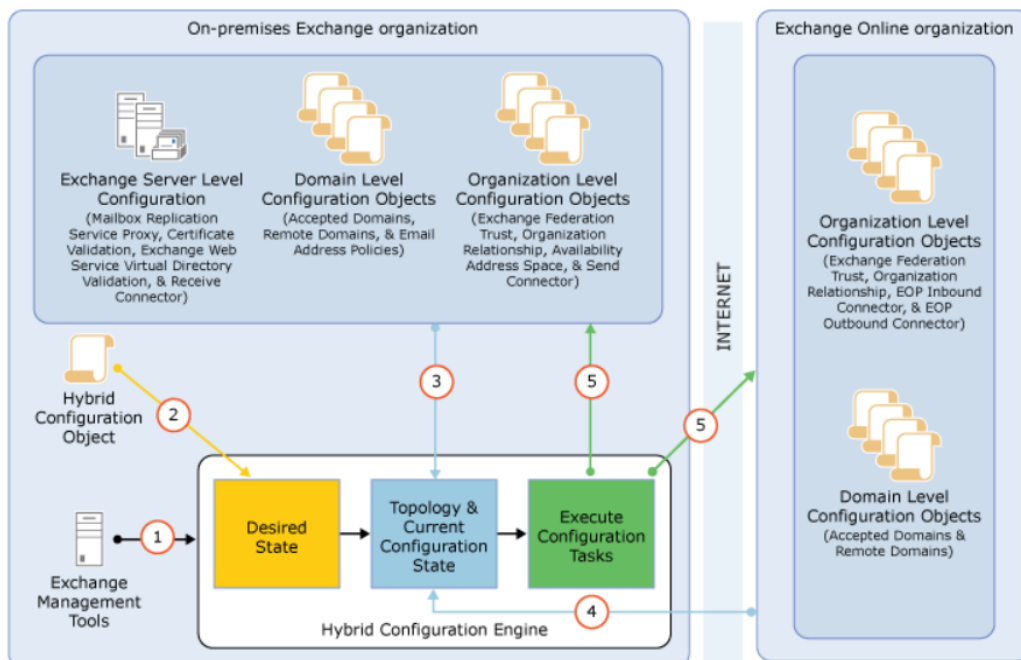 On-premises Exchange organization
Exchange Server Level
Configuration
(Mailbox Replication
Service Proxy, Certificate
Validation, Exchange Web
Service Virtual Directory
Validation, & Receive
Connector)
Domain Level
Configuration Objects
(Accepted Domains,
Remote Domains, & Email
Address Policies)
Organization Level
Configuration Objects
(Exchange Federation
Trust, Organization
Relationship, Availability
Address Space, & Send
Connector)
Hybrid
Configuration
Object
2
3
5
5
1
Exchange
Management
Tools
Desired
State
Topology &
Current
Configuration
State
Execute
Configuration
Tasks
4
Hybrid Configuration Engine
INTERNET
Exchange Online organization
Organization Level
Configuration Objects
(Exchange Federation
Trust, Organization
Relationship, EOP Inbound
Connector, & EOP
Outbound Connector)
Domain Level
Configuration Objects
(Accepted Domains &
Remote Domains)